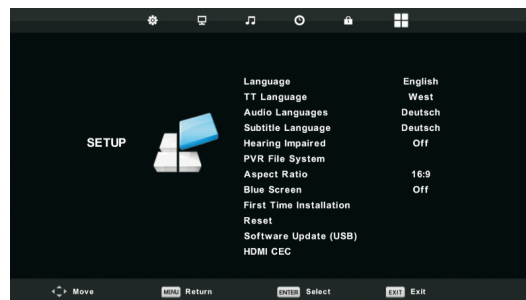 Language English
TT Language West
Audio Languages Deutsch
Subtitle Language Deutsch
SETUP
Hearing Impaired Off
PVR File System
Aspect Ratio 16:9
Blue Screen Off
First Time Installation
Reset
Software Update (USB)
HDMI CEC
Move MENU Return ENTER Select EXIT Exit